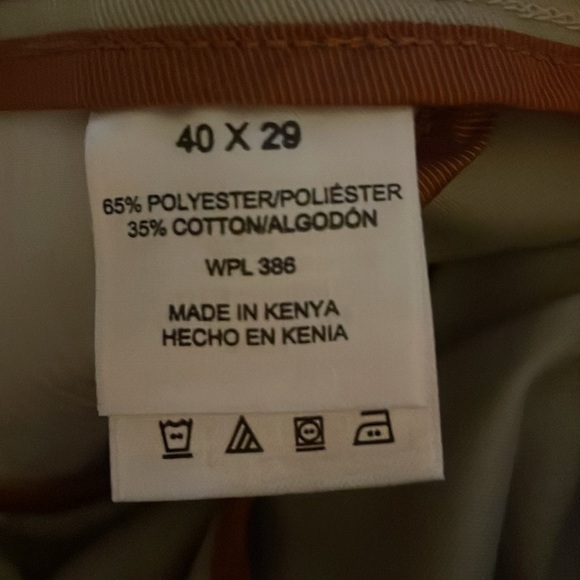 40 X 29
65% POLYESTER/POLIÉSTER
35% COTTON/ALGODÓN
WPL 386
MADE IN KENYA
HECHO EN KENIA